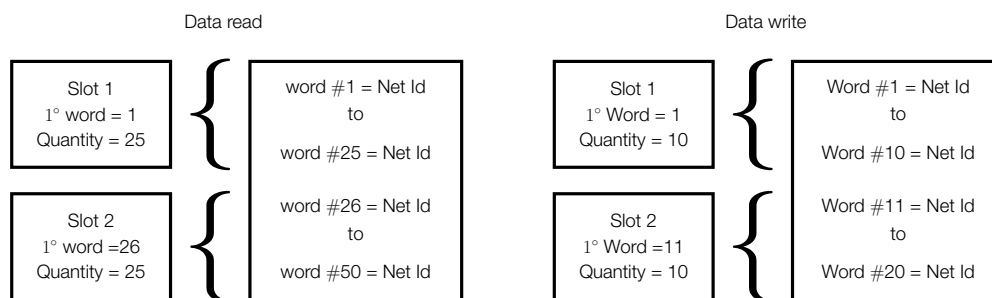 Data read
Slot 1
1° word = 1
Quantity = 25
word #1 = Net Id
to
word #25 = Net Id
Slot 2
1° word =26
Quantity = 25
word #26 = Net Id
to
word #50 = Net Id
Data write
Slot 1
1° Word = 1
Quantity = 10
Word #1 = Net Id
to
Word #10 = Net Id
Slot 2
1° Word =11
Quantity = 10
Word #11 = Net Id
to
Word #20 = Net Id